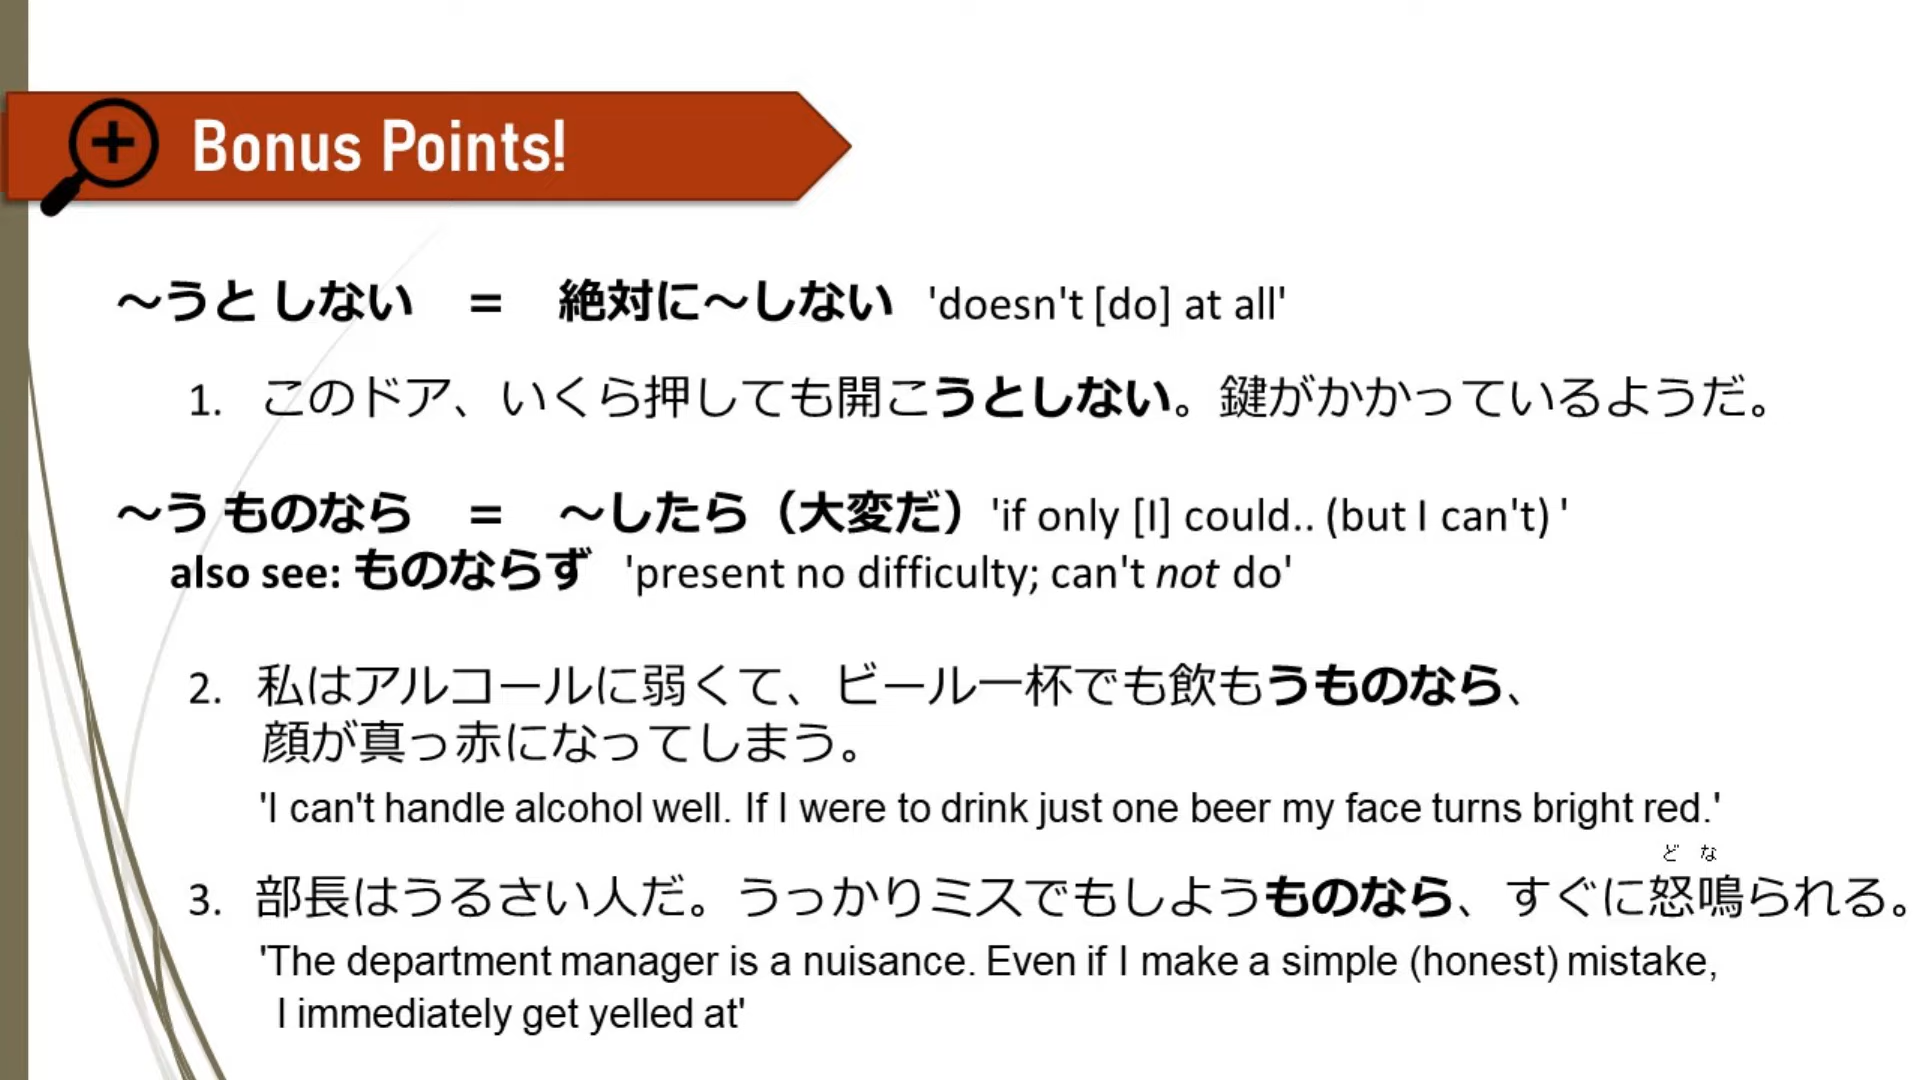 Bonus Points!
～うと しない　=　絶対に～しない 'doesn't [do] at all'
1. このドア、いくら押しても開こうとしない。鍵がかかっているようだ。
～う ものなら　=　～したら（大変だ）'if only [I] could.. (but I can't) '
also see: ものならず 'present no difficulty; can't not do'
2. 私はアルコールに弱くて、ビール一杯でも飲もうものなら、
顔が真っ赤になってしまう。
'I can't handle alcohol well. If I were to drink just one beer my face turns bright red.'
ど な
3. 部長はうるさい人だ。うっかりミスでもしようものなら、すぐに怒鳴られる。
'The department manager is a nuisance. Even if I make a simple (honest) mistake,
I immediately get yelled at'